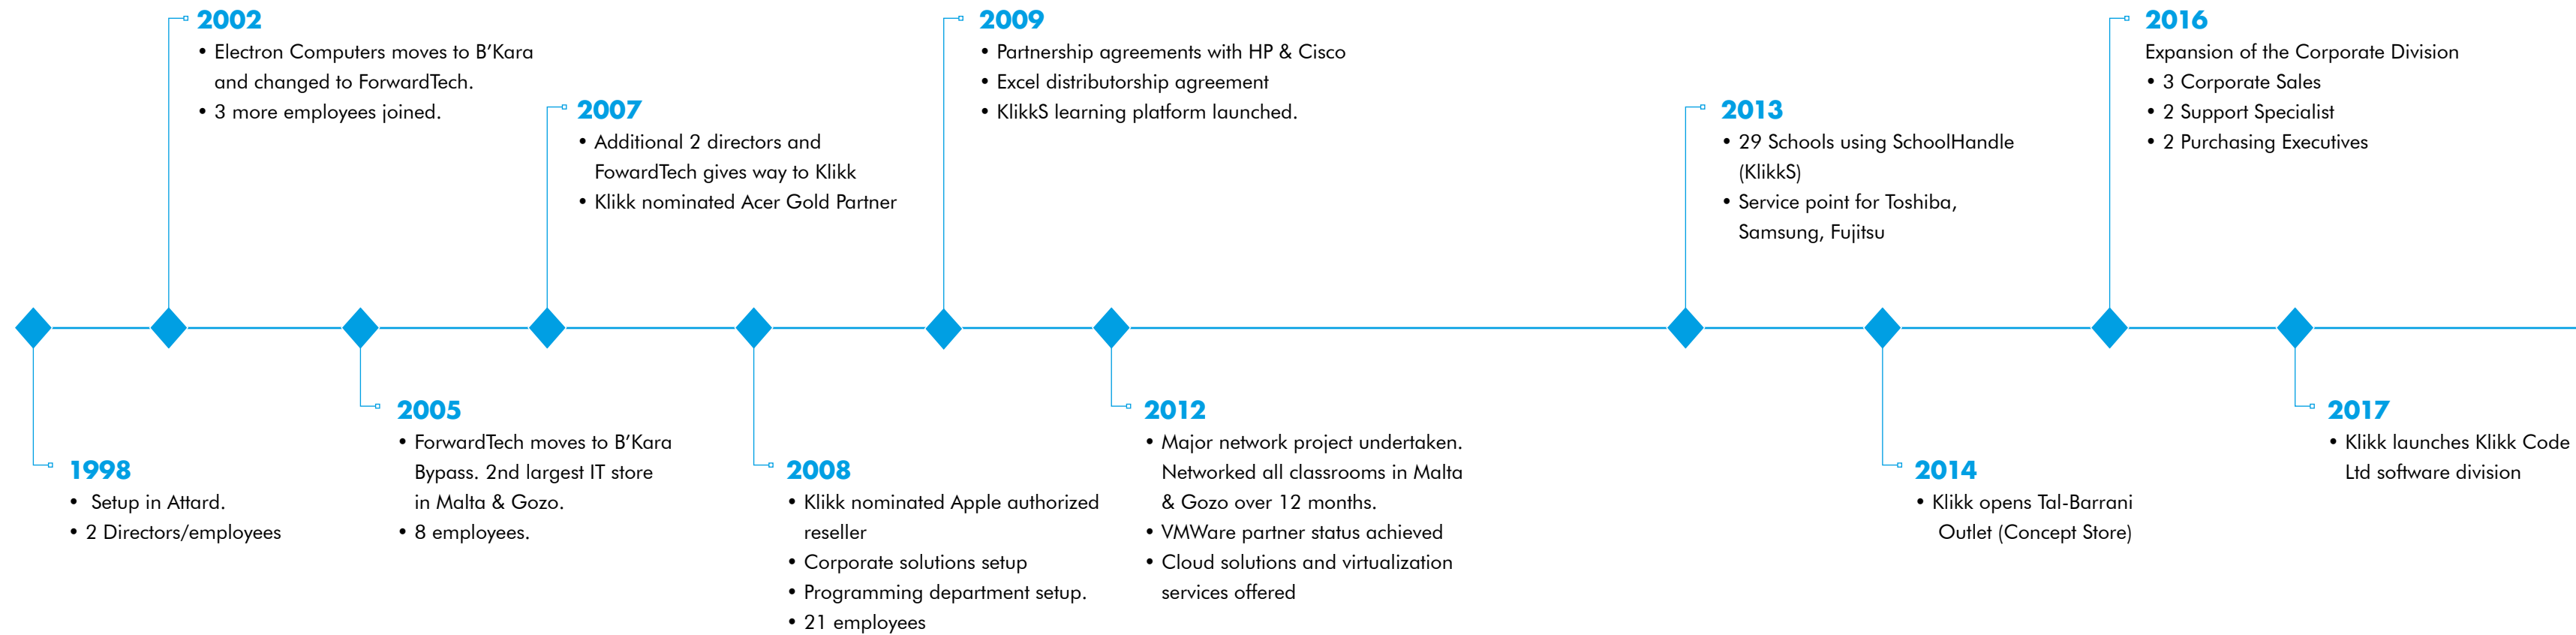 2002
• Electron Computers moves to B’Kara
and changed to ForwardTech.
• 3 more employees joined.
2007
• Additional 2 directors and
FowardTech gives way to Klikk
• Klikk nominated Acer Gold Partner
2009
• Partnership agreements with HP & Cisco
• Excel distributorship agreement
• KlikkS learning platform launched.
2013
• 29 Schools using SchoolHandle
(KlikkS)
• Service point for Toshiba,
Samsung, Fujitsu
2016
Expansion of the Corporate Division
• 3 Corporate Sales
• 2 Support Specialist
• 2 Purchasing Executives
1998
• Setup in Attard.
• 2 Directors/employees
2005
• ForwardTech moves to B’Kara
Bypass. 2nd largest IT store
in Malta & Gozo.
• 8 employees.
2008
• Klikk nominated Apple authorized
reseller
• Corporate solutions setup
• Programming department setup.
• 21 employees
2012
• Major network project undertaken.
Networked all classrooms in Malta
& Gozo over 12 months.
• VMWare partner status achieved
• Cloud solutions and virtualization
services offered
2014
• Klikk opens Tal-Barrani
Outlet (Concept Store)
2017
• Klikk launches Klikk Code
Ltd software division